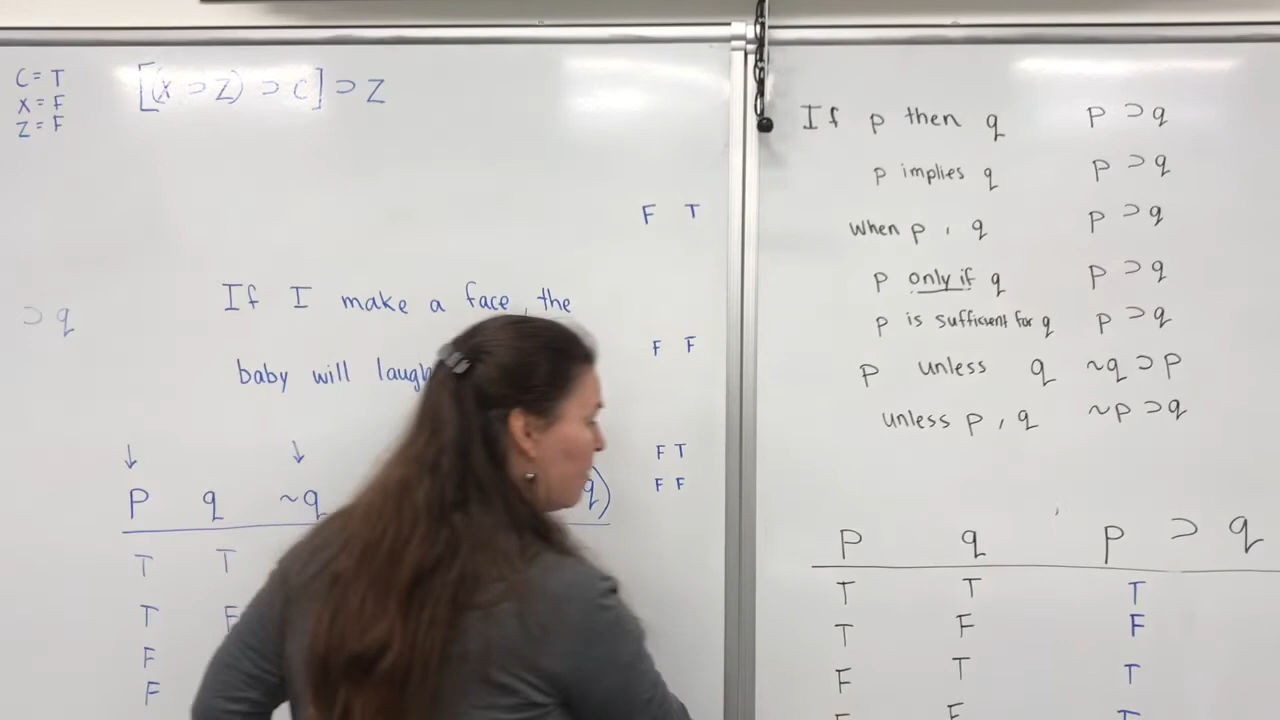 C = T
X = F
Z = F
[(X ⊃ Z) ⊃ C] ⊃ Z
F T
⊃ q
If I make a face, the
baby will laugh
F F
F T
F F
↓ ↓
P q ~q q)
T T
T F
F
F
If p then q p ⊃ q
p implies q p ⊃ q
When p, q p ⊃ q
p only if q p ⊃ q
p is sufficient for q p ⊃ q
p unless q ~q ⊃ p
unless p, q ~p ⊃ q
P q p ⊃ q
T T T
T F F
F T T
F F T